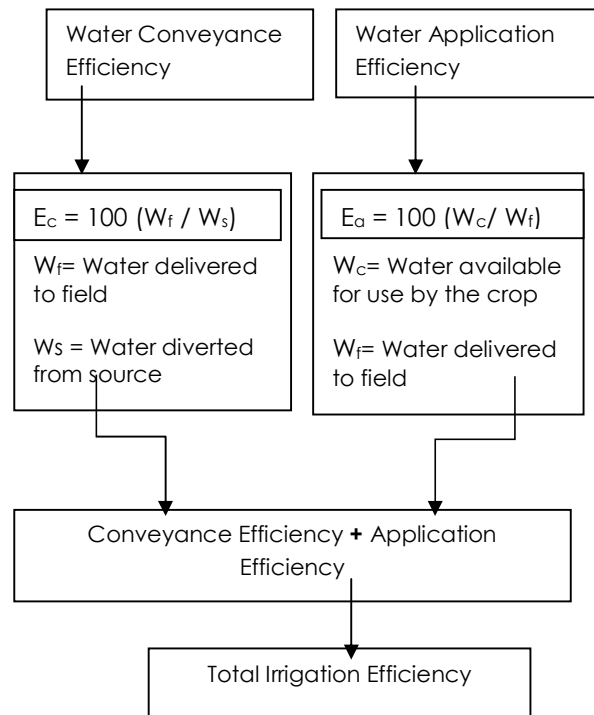 Water Conveyance
Efficiency
Water Application
Efficiency
Ec = 100 (Wf / Ws)
Wf= Water delivered
to field
Ws = Water diverted
from source
Ea = 100 (Wc/ Wf)
Wc= Water available
for use by the crop
Wf= Water delivered
to field
Conveyance Efficiency + Application
Efficiency
Total Irrigation Efficiency